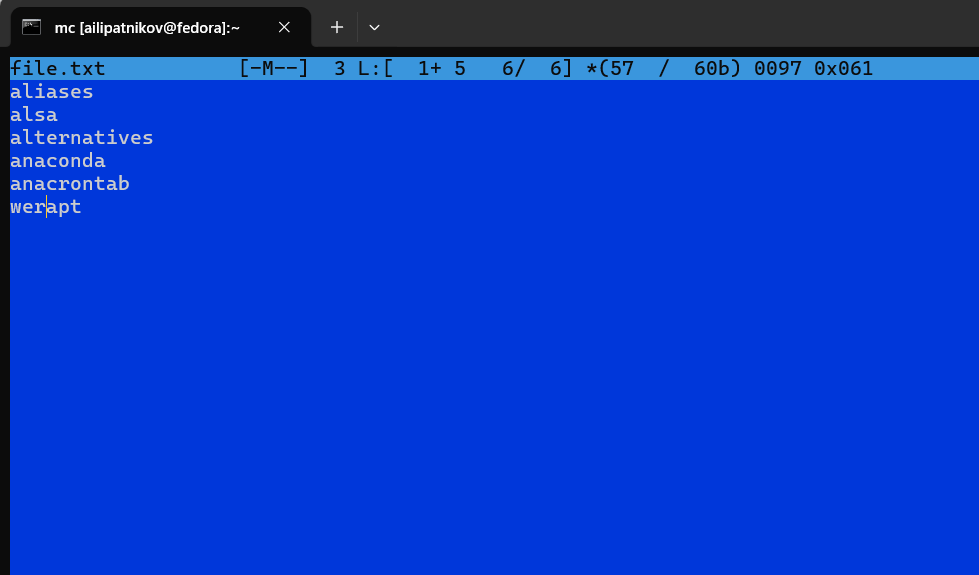 mc [ailipatnikov@fedora]:~
file.txt [-M--] 3 L:[ 1+ 5 6/ 6] *(57 / 60b) 0097 0x061
aliases
alsa
alternatives
anaconda
anacrontab
werapt